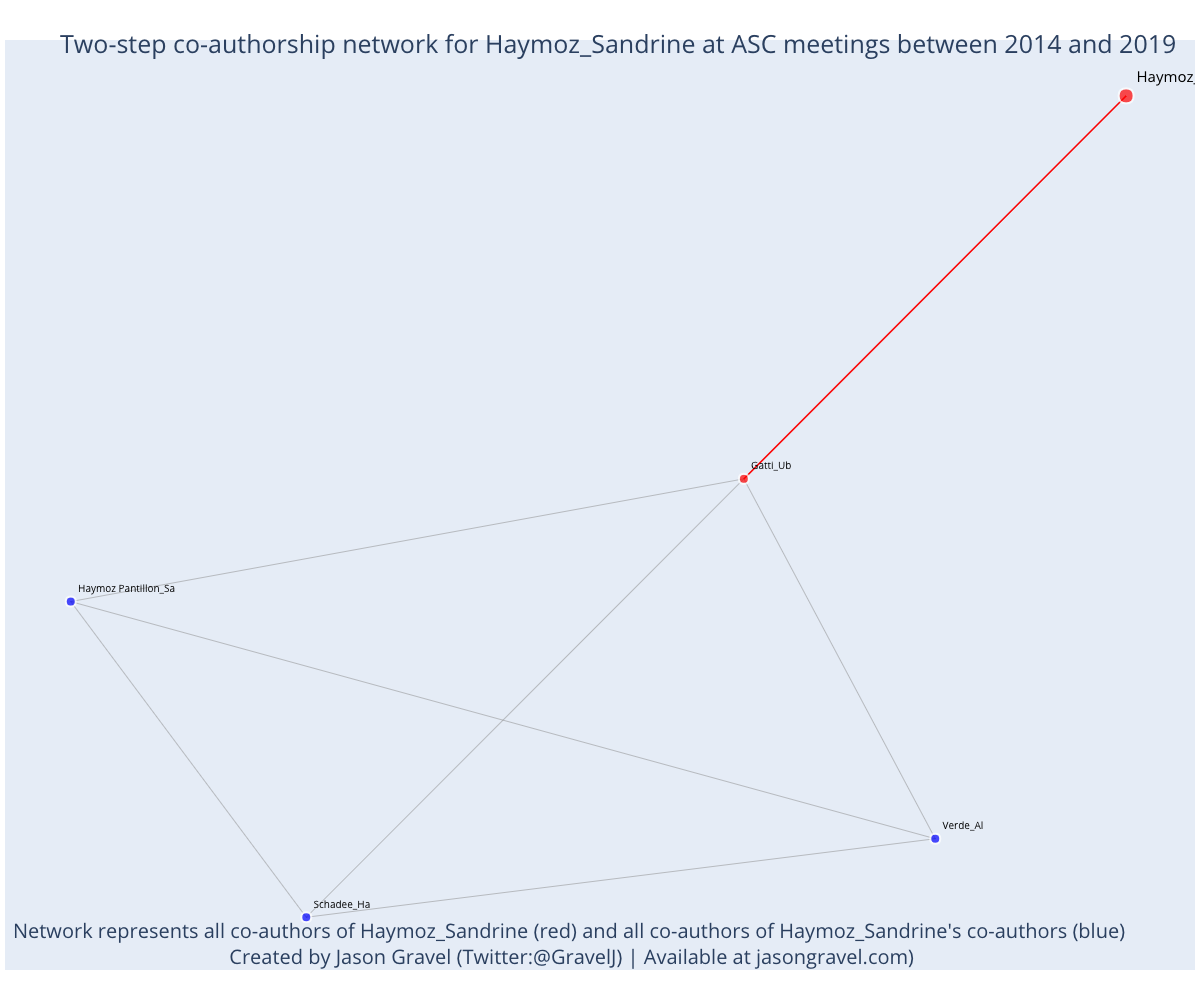 Two-step co-authorship network for Haymoz_Sandrine at ASC meetings between 2014 and 2019
Haymoz_
Gatti_Ub
Haymoz Pantillon_Sa
Verde_Al
Schadee_Ha
Network represents all co-authors of Haymoz_Sandrine (red) and all co-authors of Haymoz_Sandrine's co-authors (blue)
Created by Jason Gravel (Twitter:@GravelJ) | Available at jasongravel.com)